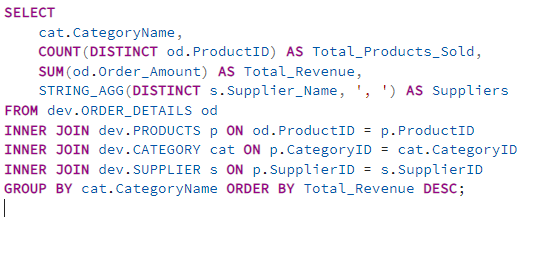 SELECT
    cat.CategoryName,
    COUNT(DISTINCT od.ProductID) AS Total_Products_Sold,
    SUM(od.Order_Amount) AS Total_Revenue,
    STRING_AGG(DISTINCT s.Supplier_Name, ', ') AS Suppliers
FROM dev.ORDER_DETAILS od
INNER JOIN dev.PRODUCTS p ON od.ProductID = p.ProductID
INNER JOIN dev.CATEGORY cat ON p.CategoryID = cat.CategoryID
INNER JOIN dev.SUPPLIER s ON p.SupplierID = s.SupplierID
GROUP BY cat.CategoryName ORDER BY Total_Revenue DESC;